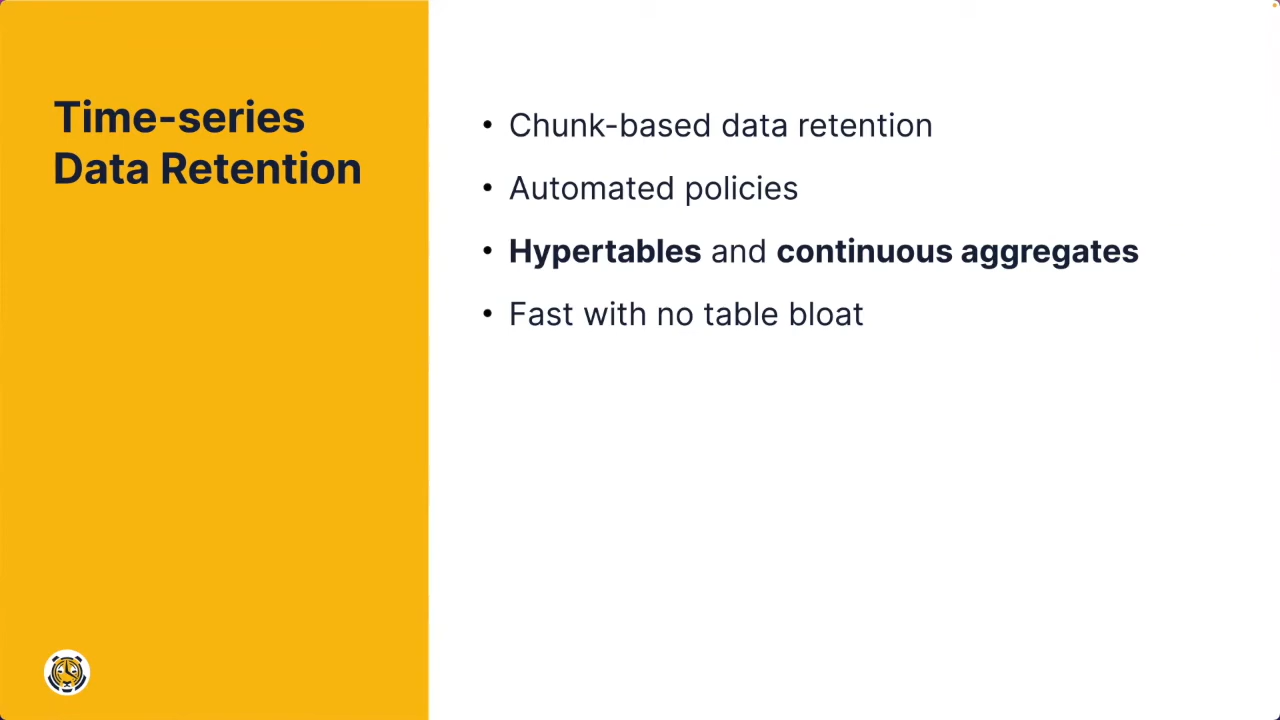 Time-series
Data Retention
• Chunk-based data retention
• Automated policies
• Hypertables and continuous aggregates
• Fast with no table bloat